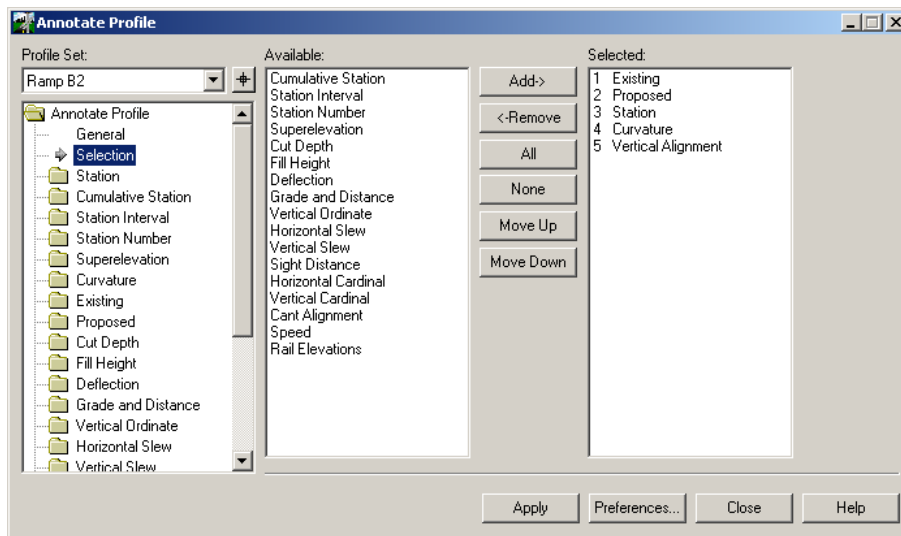 Annotate Profile
Profile Set:
Ramp B2
Annotate Profile
General
Selection
Station
Cumulative Station
Station Interval
Station Number
Superelevation
Curvature
Existing
Proposed
Cut Depth
Fill Height
Deflection
Grade and Distance
Vertical Ordinate
Horizontal Slew
Vertical Slew
Available:
Cumulative Station
Station Interval
Station Number
Superelevation
Cut Depth
Fill Height
Deflection
Grade and Distance
Vertical Ordinate
Horizontal Slew
Vertical Slew
Sight Distance
Horizontal Cardinal
Vertical Cardinal
Cant Alignment
Speed
Rail Elevations
Add->
<-Remove
All
None
Move Up
Move Down
Selected:
1 Existing
2 Proposed
3 Station
4 Curvature
5 Vertical Alignment
Apply
Preferences...
Close
Help